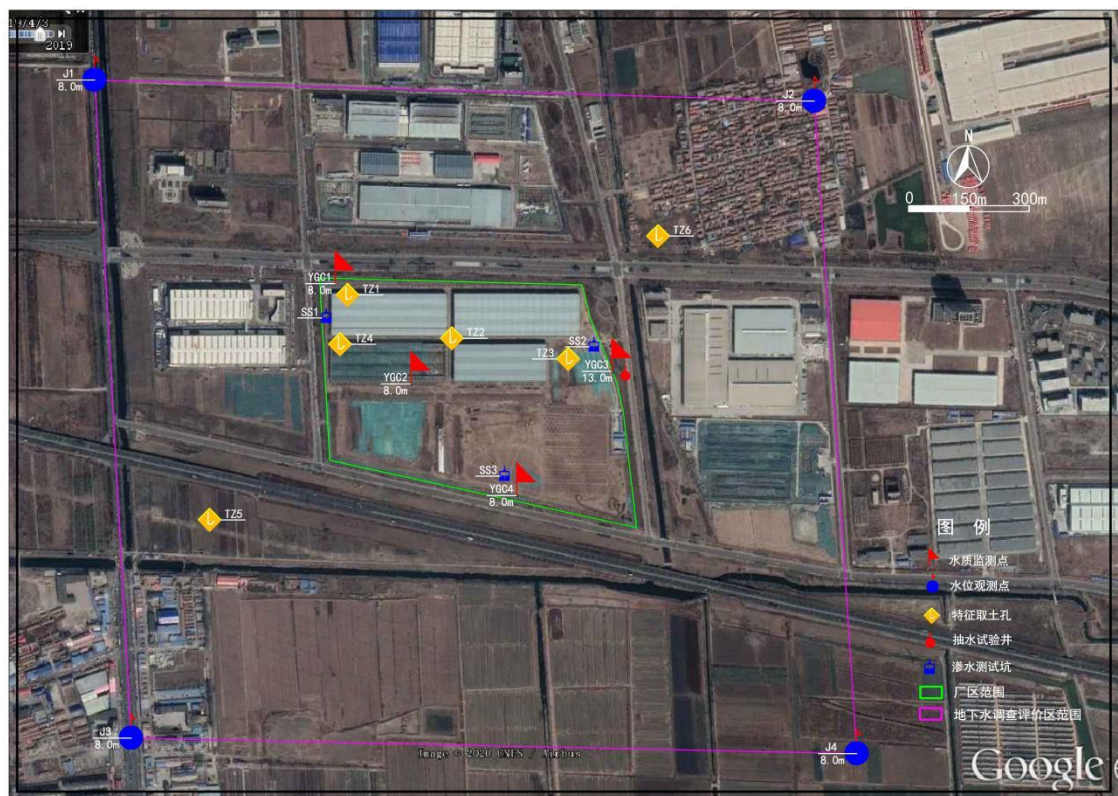 19/4/3
2019
J1
8.0m
J2
8.0m
N
0 150m 300m
TZ6
YGC1
8.0m
TZ1
SS1
TZ4
TZ2
SS2
TZ3
YGC3
13.0m
YGC2
8.0m
SS3
YGC4
8.0m
TZ5
图 例
水质监测点
水位观测点
特征取土孔
抽水试验井
渗水测试坑
厂区范围
地下水调查评价区范围
J3
8.0m
J4
8.0m
Image © 2020 CNES / Airbus
Google e